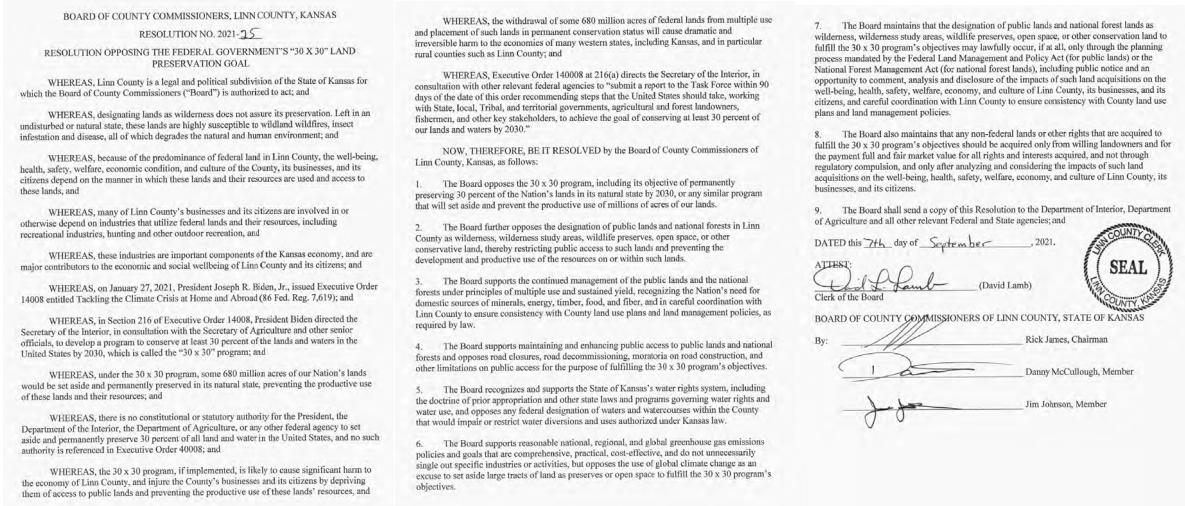 BOARD OF COUNTY COMMISSIONERS, LINN COUNTY, KANSAS
RESOLUTION NO. 2021-25
RESOLUTION OPPOSING THE FEDERAL GOVERNMENT'S "30 X 30" LAND
PRESERVATION GOAL
WHEREAS, Linn County is a legal and political subdivision of the State of Kansas for
which the Board of County Commissioners ("Board") is authorized to act; and
WHEREAS, designating lands as wilderness does not assure its preservation. Left in an
undisturbed or natural state, these lands are highly susceptible to wildland wildfires, insect
infestation and disease, all of which degrades the natural and human environment; and
WHEREAS, because of the predominance of federal land in Linn County, the well-being,
health, safety, welfare, economic condition, and culture of the County, its businesses, and its
citizens depend on the manner in which these lands and their resources are used and access to
these lands, and
WHEREAS, many of Linn County's businesses and its citizens are involved in or
otherwise depend on industries that utilize federal lands and their resources, including
recreational industries, hunting and other outdoor recreation, and
WHEREAS, these industries are important components of the Kansas economy, and are
major contributors to the economic and social wellbeing of Linn County and its citizens; and
WHEREAS, on January 27, 2021, President Joseph R. Biden, Jr., issued Executive Order
14008 entitled Tackling the Climate Crisis at Home and Abroad (86 Fed. Reg. 7,619); and
WHEREAS, in Section 216 of Executive Order 14008, President Biden directed the
Secretary of the Interior, in consultation with the Secretary of Agriculture and other senior
officials, to develop a program to conserve at least 30 percent of the lands and waters in the
United States by 2030, which is called the "30 x 30" program; and
WHEREAS, under the 30 x 30 program, some 680 million acres of our Nation's lands
would be set aside and permanently preserved in its natural state, preventing the productive use
of these lands and their resources; and
WHEREAS, there is no constitutional or statutory authority for the President, the
Department of the Interior, the Department of Agriculture, or any other federal agency to set
aside and permanently preserve 30 percent of all land and water in the United States, and no such
authority is referenced in Executive Order 40008; and
WHEREAS, the 30 x 30 program, if implemented, is likely to cause significant harm to
the economy of Linn County, and injure the County's businesses and its citizens by depriving
them of access to public lands and preventing the productive use of these lands' resources, and
WHEREAS, the withdrawal of some 680 million acres of federal lands from multiple use
and placement of such lands in permanent conservation status will cause dramatic and
irreversible harm to the economies of many western states, including Kansas, and in particular
rural counties such as Linn County; and
WHEREAS, Executive Order 140008 at 216(a) directs the Secretary of the Interior, in
consultation with other relevant federal agencies to "submit a report to the Task Force within 90
days of the date of this order recommending steps that the United States should take, working
with State, local, Tribal, and territorial governments, agricultural and forest landowners,
fishermen, and other key stakeholders, to achieve the goal of conserving at least 30 percent of
our lands and waters by 2030."
NOW, THEREFORE, BE IT RESOLVED by the Board of County Commissioners of
Linn County, Kansas, as follows:
1. The Board opposes the 30 x 30 program, including its objective of permanently
preserving 30 percent of the Nation's lands in its natural state by 2030, or any similar program
that will set aside and prevent the productive use of millions of acres of our lands.
2. The Board further opposes the designation of public lands and national forests in Linn
County as wilderness, wilderness study areas, wildlife preserves, open space, or other
conservative land, thereby restricting public access to such lands and preventing the
development and productive use of the resources on or within such lands.
3. The Board supports the continued management of the public lands and the national
forests under principles of multiple use and sustained yield, recognizing the Nation's need for
domestic sources of minerals, energy, timber, food, and fiber, and in careful coordination with
Linn County to ensure consistency with County land use plans and land management policies, as
required by law.
4. The Board supports maintaining and enhancing public access to public lands and national
forests and opposes road closures, road decommissioning, moratoria on road construction, and
other limitations on public access for the purpose of fulfilling the 30 x 30 program's objectives.
5. The Board recognizes and supports the State of Kansas's water rights system, including
the doctrine of prior appropriation and other state laws and programs governing water rights and
water use, and opposes any federal designation of waters and watercourses within the County
that would impair or restrict water diversions and uses authorized under Kansas law.
6. The Board supports reasonable national, regional, and global greenhouse gas emissions
policies and goals that are comprehensive, practical, cost-effective, and do not unnecessarily
single out specific industries or activities, but opposes the use of global climate change as an
excuse to set aside large tracts of land as preserves or open space to fulfill the 30 x 30 program's
objectives.
7. The Board maintains that the designation of public lands and national forest lands as
wilderness, wilderness study areas, wildlife preserves, open space, or other conservation land to
fulfill the 30 x 30 program's objectives may lawfully occur, if at all, only through the planning
process mandated by the Federal Land Management and Policy Act (for public lands) or the
National Forest Management Act (for national forest lands), including public notice and an
opportunity to comment, analysis and disclosure of the impacts of such land acquisitions on the
well-being, health, safety, welfare, economy, and culture of Linn County, its businesses, and its
citizens, and careful coordination with Linn County to ensure consistency with County land use
plans and land management policies.
8. The Board also maintains that any non-federal lands or other rights that are acquired to
fulfill the 30 x 30 program's objectives should be acquired only from willing landowners and for
the payment full and fair market value for all rights and interests acquired, and not through
regulatory compulsion, and only after analyzing and considering the impacts of such land
acquisitions on the well-being, health, safety, welfare, economy, and culture of Linn County, its
businesses, and its citizens.
9. The Board shall send a copy of this Resolution to the Department of Interior, Department
of Agriculture and all other relevant Federal and State agencies; and
DATED this 7th day of September, 2021.
ATTEST:
David L. Lamb (David Lamb)
Clerk of the Board
LINN COUNTY CLERK
SEAL
LINN COUNTY, KANSAS
BOARD OF COUNTY COMMISSIONERS OF LINN COUNTY, STATE OF KANSAS
By: Rick James, Chairman
Danny McCullough, Member
Jim Johnson, Member